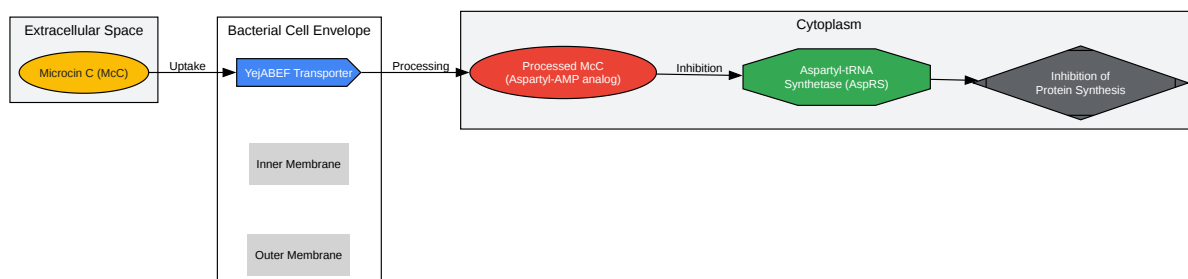 Extracellular Space
Microcin C (McC)
Uptake
Bacterial Cell Envelope
YejABEF Transporter
Inner Membrane
Outer Membrane
Processing
Cytoplasm
Processed McC
(Aspartyl-AMP analog)
Inhibition
Aspartyl-tRNA
Synthetase (AspRS)
Inhibition of
Protein Synthesis